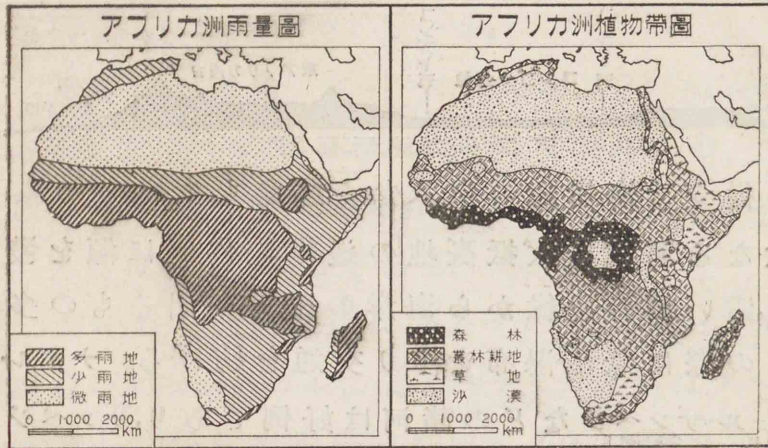 アフリカ洲雨量圖
多雨地
少雨地
微雨地
0 1000 2000
km
アフリカ洲植物帶圖
森林
叢林耕地
草地
沙漠
0 1000 2000
km